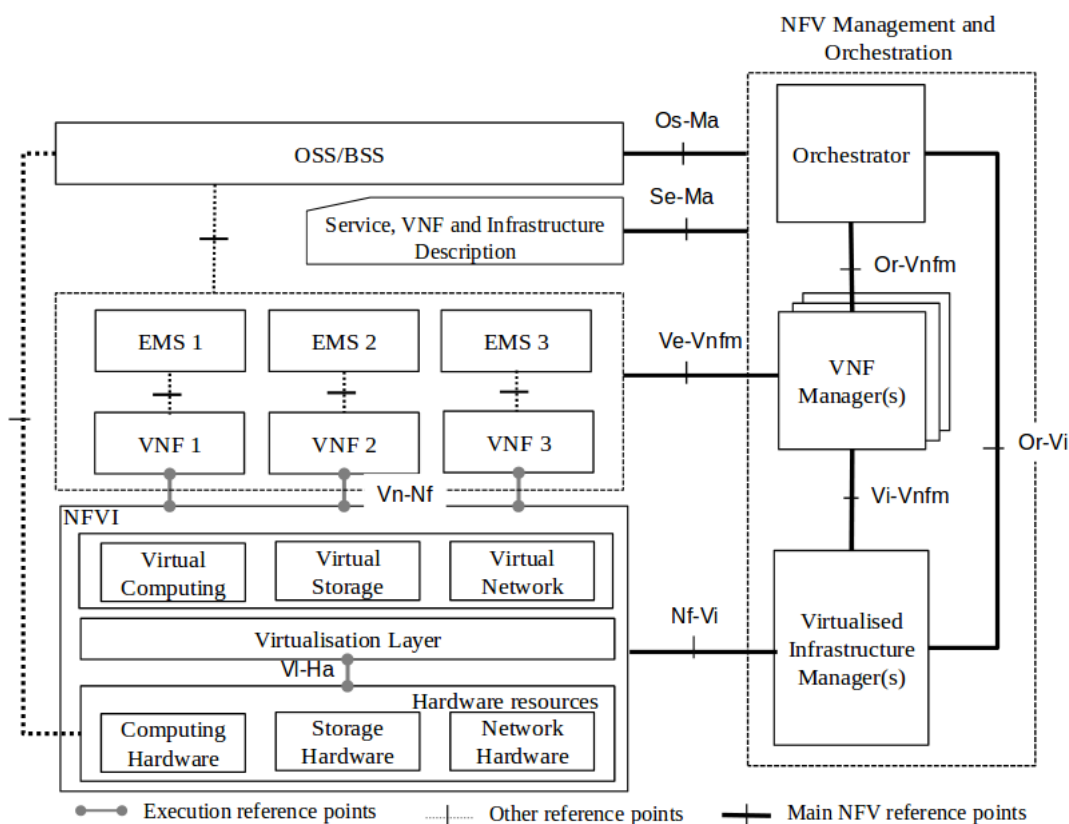 NFV Management and
Orchestration
Os-Ma
OSS/BSS
Orchestrator
Se-Ma
Service, VNF and Infrastructure
Description
Or-Vnfm
EMS 1
EMS 2
EMS 3
Ve-Vnfm
VNF
Manager(s)
VNF 1
VNF 2
VNF 3
Or-Vi
Vn-Nf
Vi-Vnfm
NFVI
Virtual
Computing
Virtual
Storage
Virtual
Network
Nf-Vi
Virtualised
Infrastructure
Manager(s)
Virtualisation Layer
Vl-Ha
Hardware resources
Computing
Hardware
Storage
Hardware
Network
Hardware
Execution reference points
Other reference points
Main NFV reference points